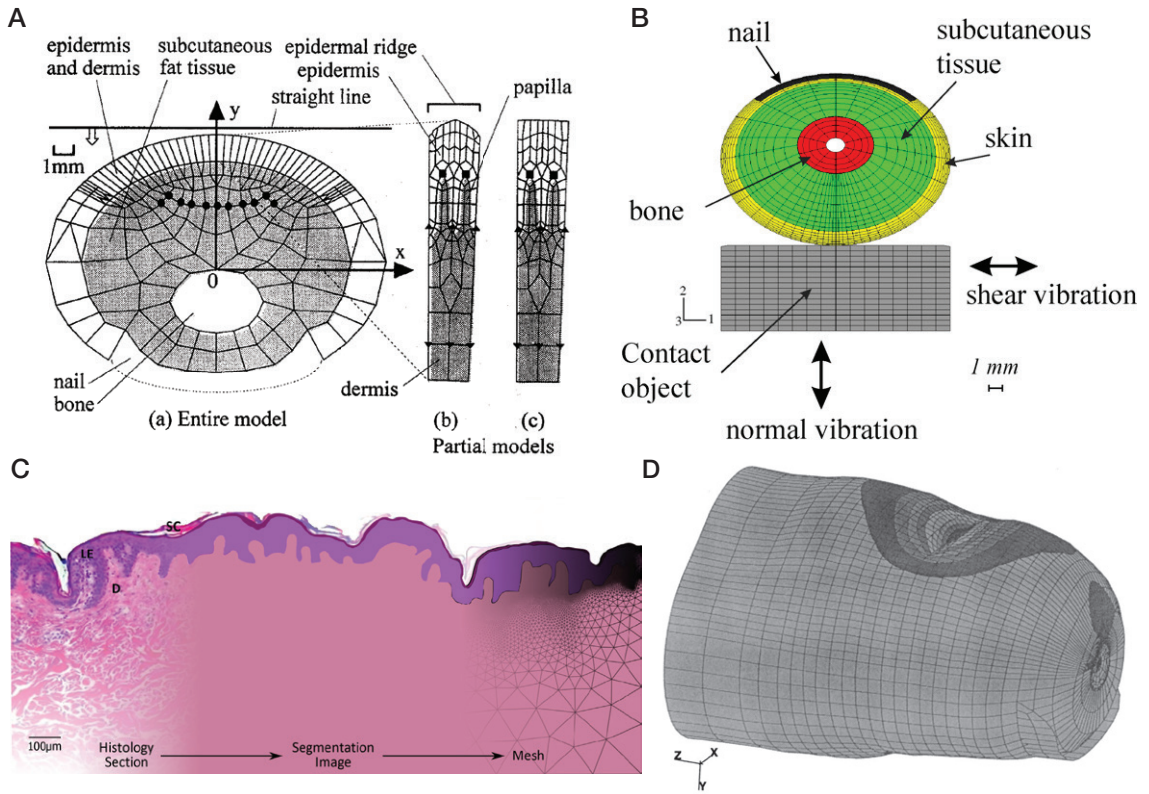 A
epidermis
and dermis
subcutaneous
fat tissue
epidermal ridge
epidermis
straight line
papilla
y
1mm
x
0
nail
bone
dermis
(a) Entire model
(b)
(c)
Partial models
B
nail
subcutaneous
tissue
skin
bone
2
3
1
shear vibration
Contact
object
1 mm
normal vibration
C
SC
LE
D
100μm
Histology
Section
Segmentation
Image
Mesh
D
Z
X
Y